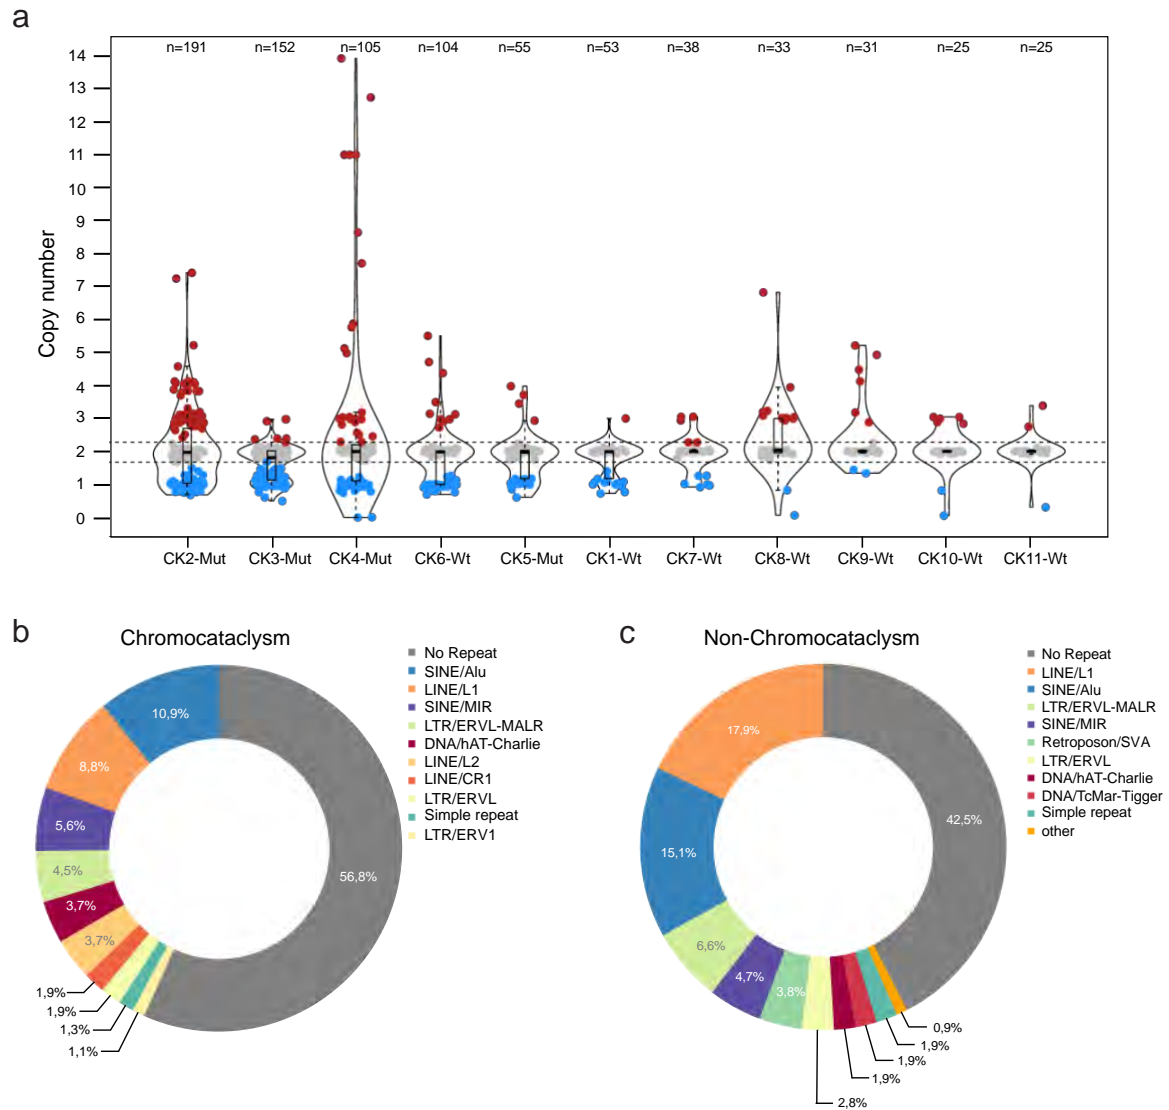 a
n=191 n=152 n=105 n=104 n=55 n=53 n=38 n=33 n=31 n=25 n=25
14
13
12
11
10
9
8
7
6
5
4
3
2
1
0
Copy number
CK2-Mut CK3-Mut CK4-Mut CK6-Wt CK5-Mut CK1-Wt CK7-Wt CK8-Wt CK9-Wt CK10-Wt CK11-Wt
b
Chromocataclysm
No Repeat
SINE/Alu
LINE/L1
SINE/MIR
LTR/ERVL-MALR
DNA/hAT-Charlie
LINE/L2
LINE/CR1
LTR/ERVL
Simple repeat
LTR/ERV1
10,9%
8,8%
5,6%
4,5%
3,7%
3,7%
1,9%
1,9%
1,3%
1,1%
56,8%
c
Non-Chromocataclysm
No Repeat
LINE/L1
SINE/Alu
LTR/ERVL-MALR
SINE/MIR
Retroposon/SVA
LTR/ERVL
DNA/hAT-Charlie
DNA/TcMar-Tigger
Simple repeat
other
17,9%
42,5%
15,1%
6,6%
4,7%
3,8%
0,9%
1,9%
1,9%
1,9%
2,8%